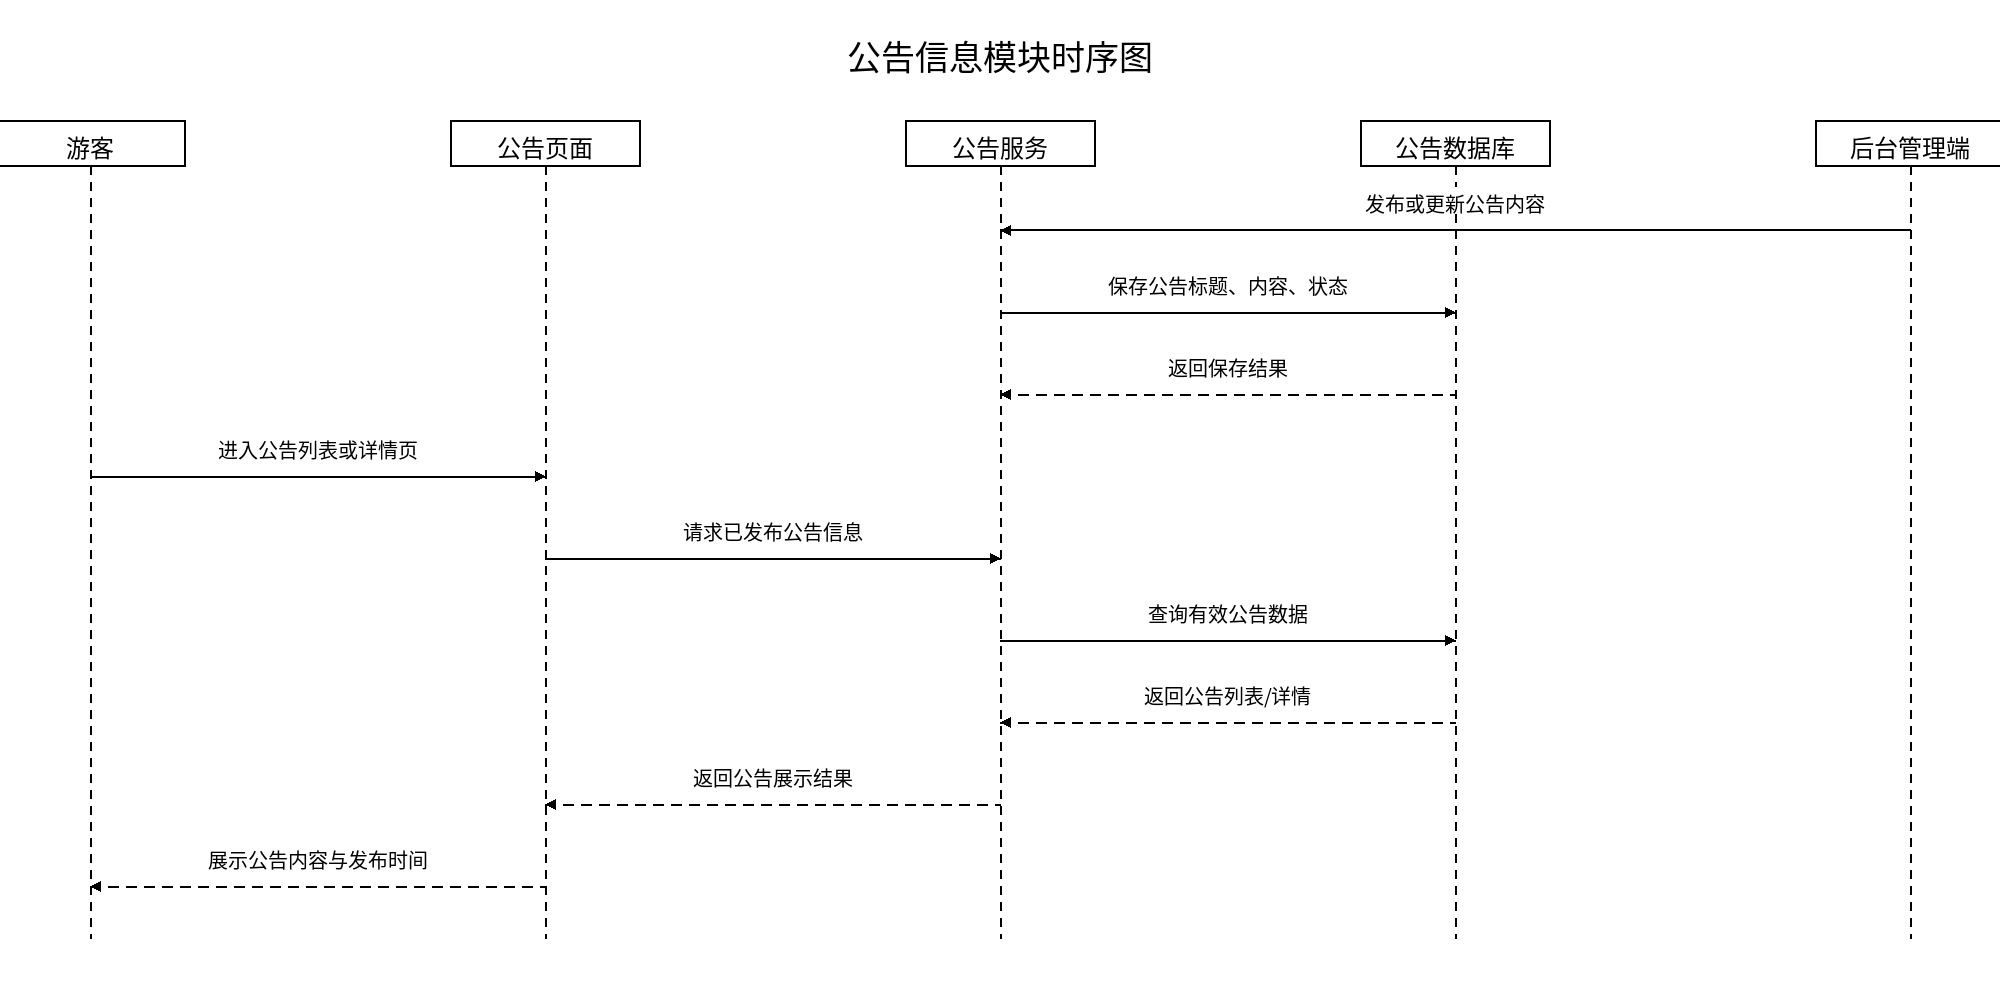 公告信息模块时序图
游客
公告页面
公告服务
公告数据库
后台管理端
发布或更新公告内容
保存公告标题、内容、状态
返回保存结果
进入公告列表或详情页
请求已发布公告信息
查询有效公告数据
返回公告列表/详情
返回公告展示结果
展示公告内容与发布时间